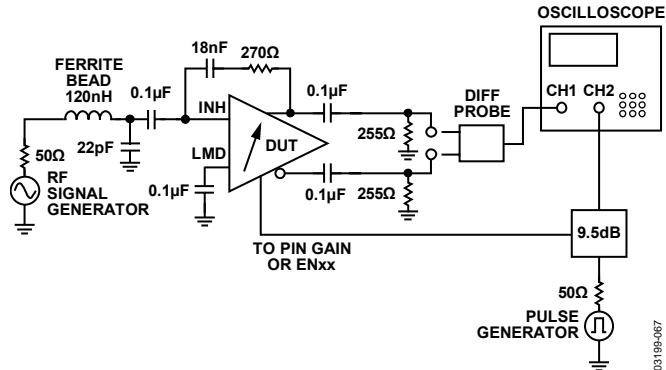 OSCILLOSCOPE
CH1 CH2
18nF 270Ω
FERRITE
BEAD
120nH
0.1µF
0.1µF
DIFF
PROBE
INH
50Ω
22pF
LMD
DUT
255Ω
RF
SIGNAL
GENERATOR
0.1µF
0.1µF
255Ω
9.5dB
TO PIN GAIN
OR ENxx
50Ω
PULSE
GENERATOR
03199-067